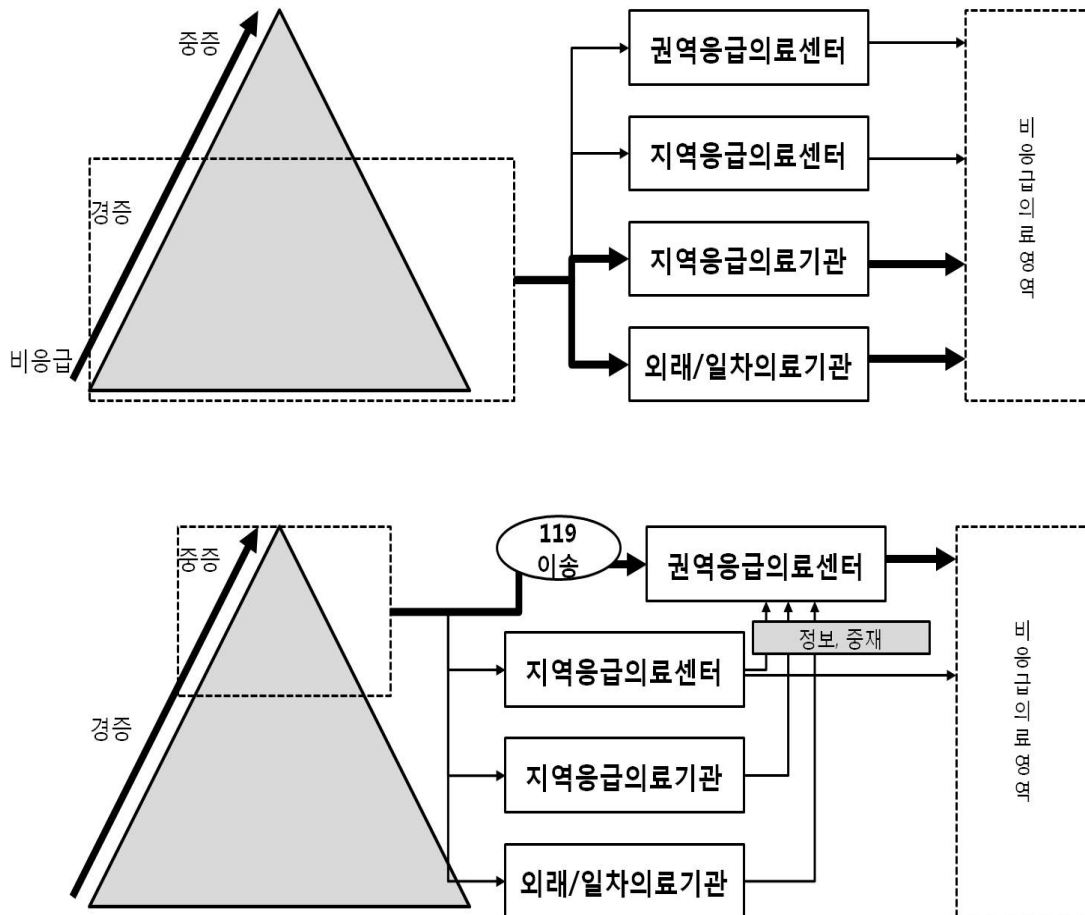 중증
경증
비응급
권역응급의료센터
지역응급의료센터
지역응급의료기관
외래/일차의료기관
비응급의료영역
중증
경증
119
이송
권역응급의료센터
정보, 중재
지역응급의료센터
지역응급의료기관
외래/일차의료기관
비응급의료영역